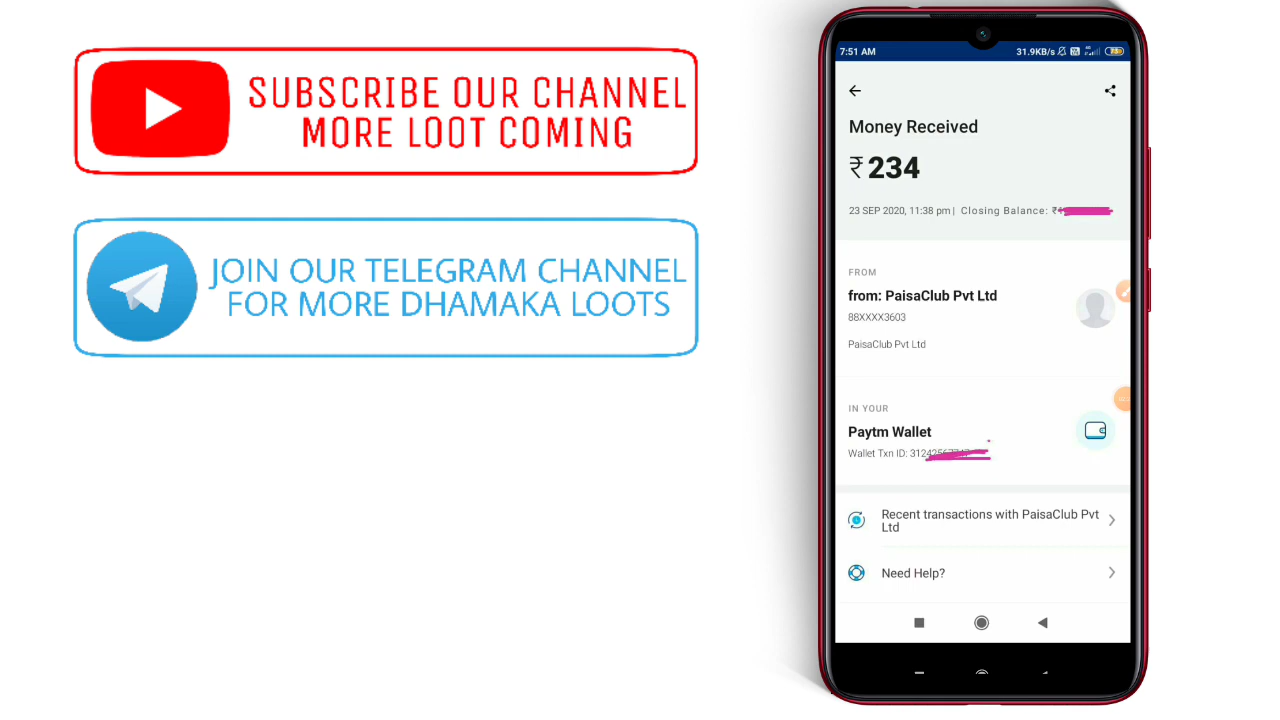 SUBSCRIBE OUR CHANNEL
MORE LOOT COMING
JOIN OUR TELEGRAM CHANNEL
FOR MORE DHAMAKA LOOTS
7:51 AM 31.9KB/s
Money Received
₹234
23 SEP 2020, 11:38 pm | Closing Balance: ₹
FROM
from: PaisaClub Pvt Ltd
88XXXX3603
PaisaClub Pvt Ltd
IN YOUR
Paytm Wallet
Wallet Txn ID:
Recent transactions with PaisaClub Pvt
Ltd
Need Help?